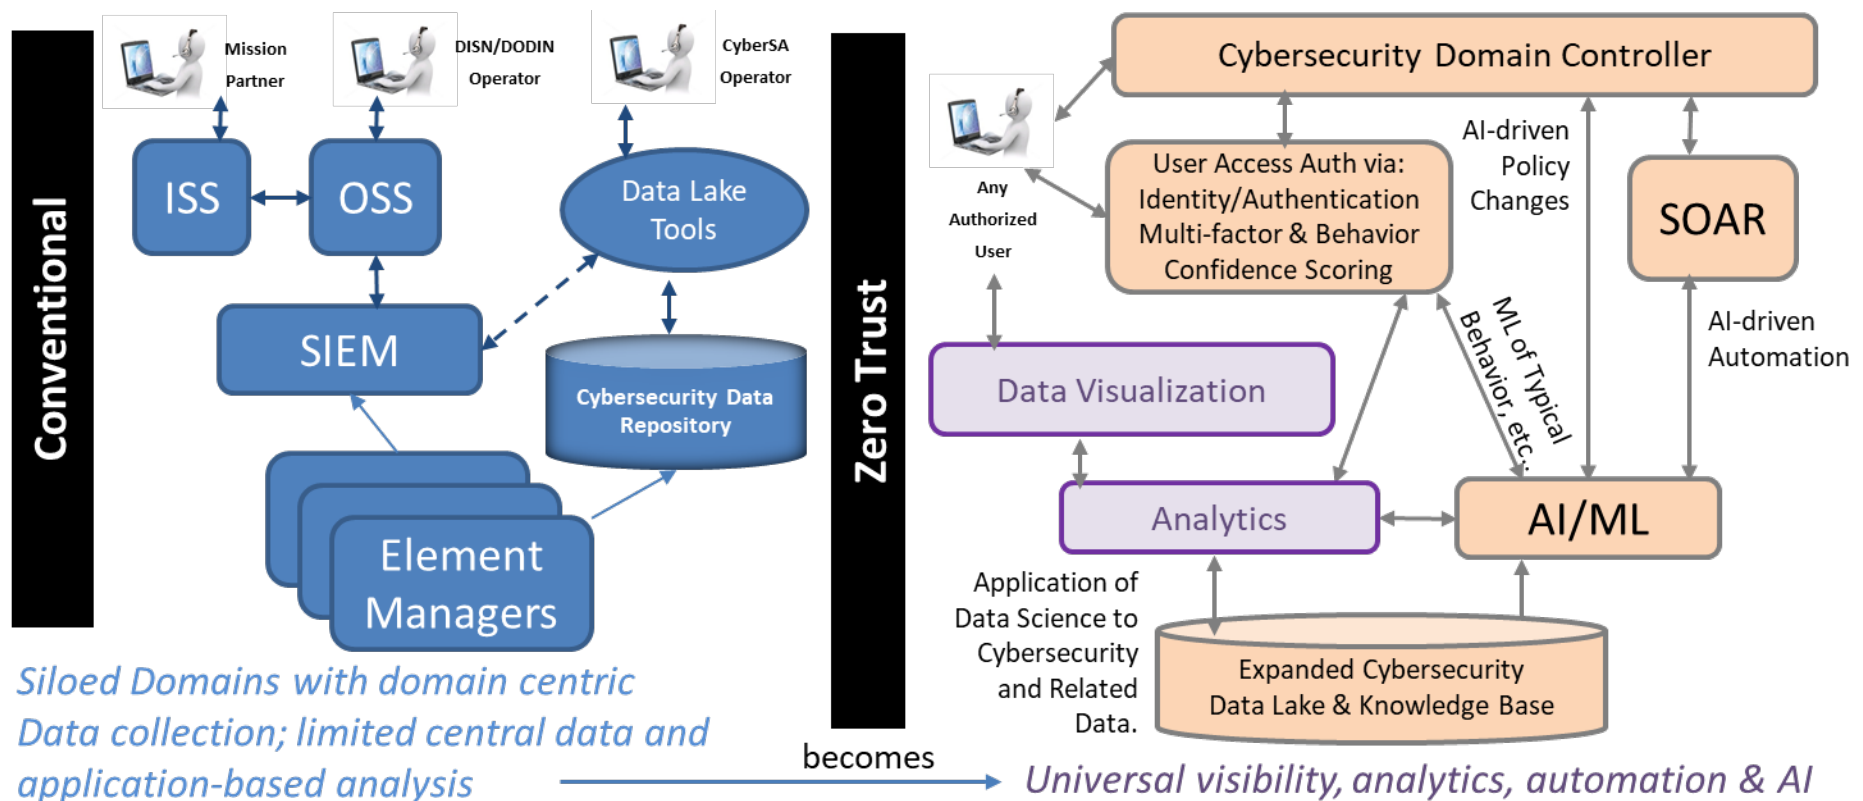 Conventional
Mission
Partner
DISN/DODIN
Operator
CyberSA
Operator
ISS
OSS
Data Lake
Tools
SIEM
Cybersecurity Data
Repository
Element
Managers
Siloed Domains with domain centric
Data collection; limited central data and
application-based analysis
becomes
Zero Trust
Cybersecurity Domain Controller
Any
Authorized
User
User Access Auth via:
Identity/Authentication
Multi-factor & Behavior
Confidence Scoring
AI-driven
Policy
Changes
SOAR
AI-driven
Automation
ML of Typical
Behavior, etc..
Data Visualization
Analytics
AI/ML
Application of
Data Science to
Cybersecurity
and Related
Data.
Expanded Cybersecurity
Data Lake & Knowledge Base
Universal visibility, analytics, automation & AI